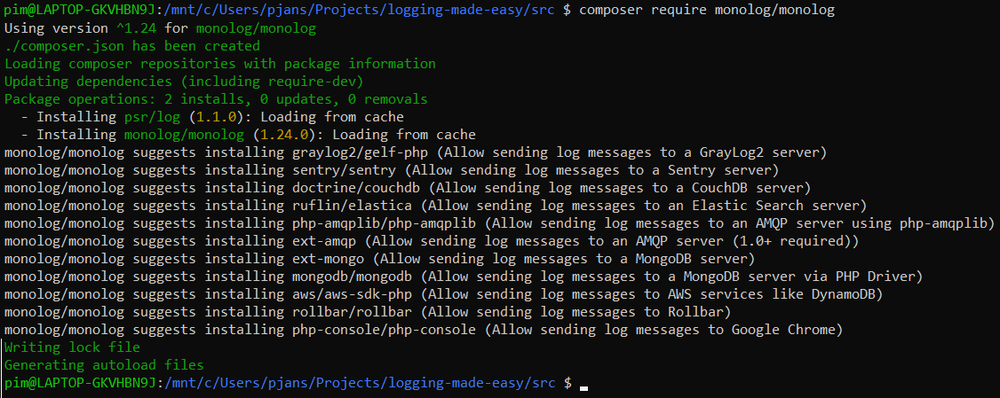 pim@LAPTOP-GKVHBN9J:/mnt/c/Users/pjans/Projects/logging-made-easy/src $ composer require monolog/monolog
Using version ^1.24 for monolog/monolog
./composer.json has been created
Loading composer repositories with package information
Updating dependencies (including require-dev)
Package operations: 2 installs, 0 updates, 0 removals
  - Installing psr/log (1.1.0): Loading from cache
  - Installing monolog/monolog (1.24.0): Loading from cache
monolog/monolog suggests installing graylog2/gelf-php (Allow sending log messages to a GrayLog2 server)
monolog/monolog suggests installing sentry/sentry (Allow sending log messages to a Sentry server)
monolog/monolog suggests installing doctrine/couchdb (Allow sending log messages to a CouchDB server)
monolog/monolog suggests installing ruflin/elastica (Allow sending log messages to an Elastic Search server)
monolog/monolog suggests installing php-amqplib/php-amqplib (Allow sending log messages to an AMQP server using php-amqplib)
monolog/monolog suggests installing ext-amqp (Allow sending log messages to an AMQP server (1.0+ required))
monolog/monolog suggests installing ext-mongo (Allow sending log messages to a MongoDB server)
monolog/monolog suggests installing mongodb/mongodb (Allow sending log messages to a MongoDB server via PHP Driver)
monolog/monolog suggests installing aws/aws-sdk-php (Allow sending log messages to AWS services like DynamoDB)
monolog/monolog suggests installing rollbar/rollbar (Allow sending log messages to Rollbar)
monolog/monolog suggests installing php-console/php-console (Allow sending log messages to Google Chrome)
Writing lock file
Generating autoload files
pim@LAPTOP-GKVHBN9J:/mnt/c/Users/pjans/Projects/logging-made-easy/src $